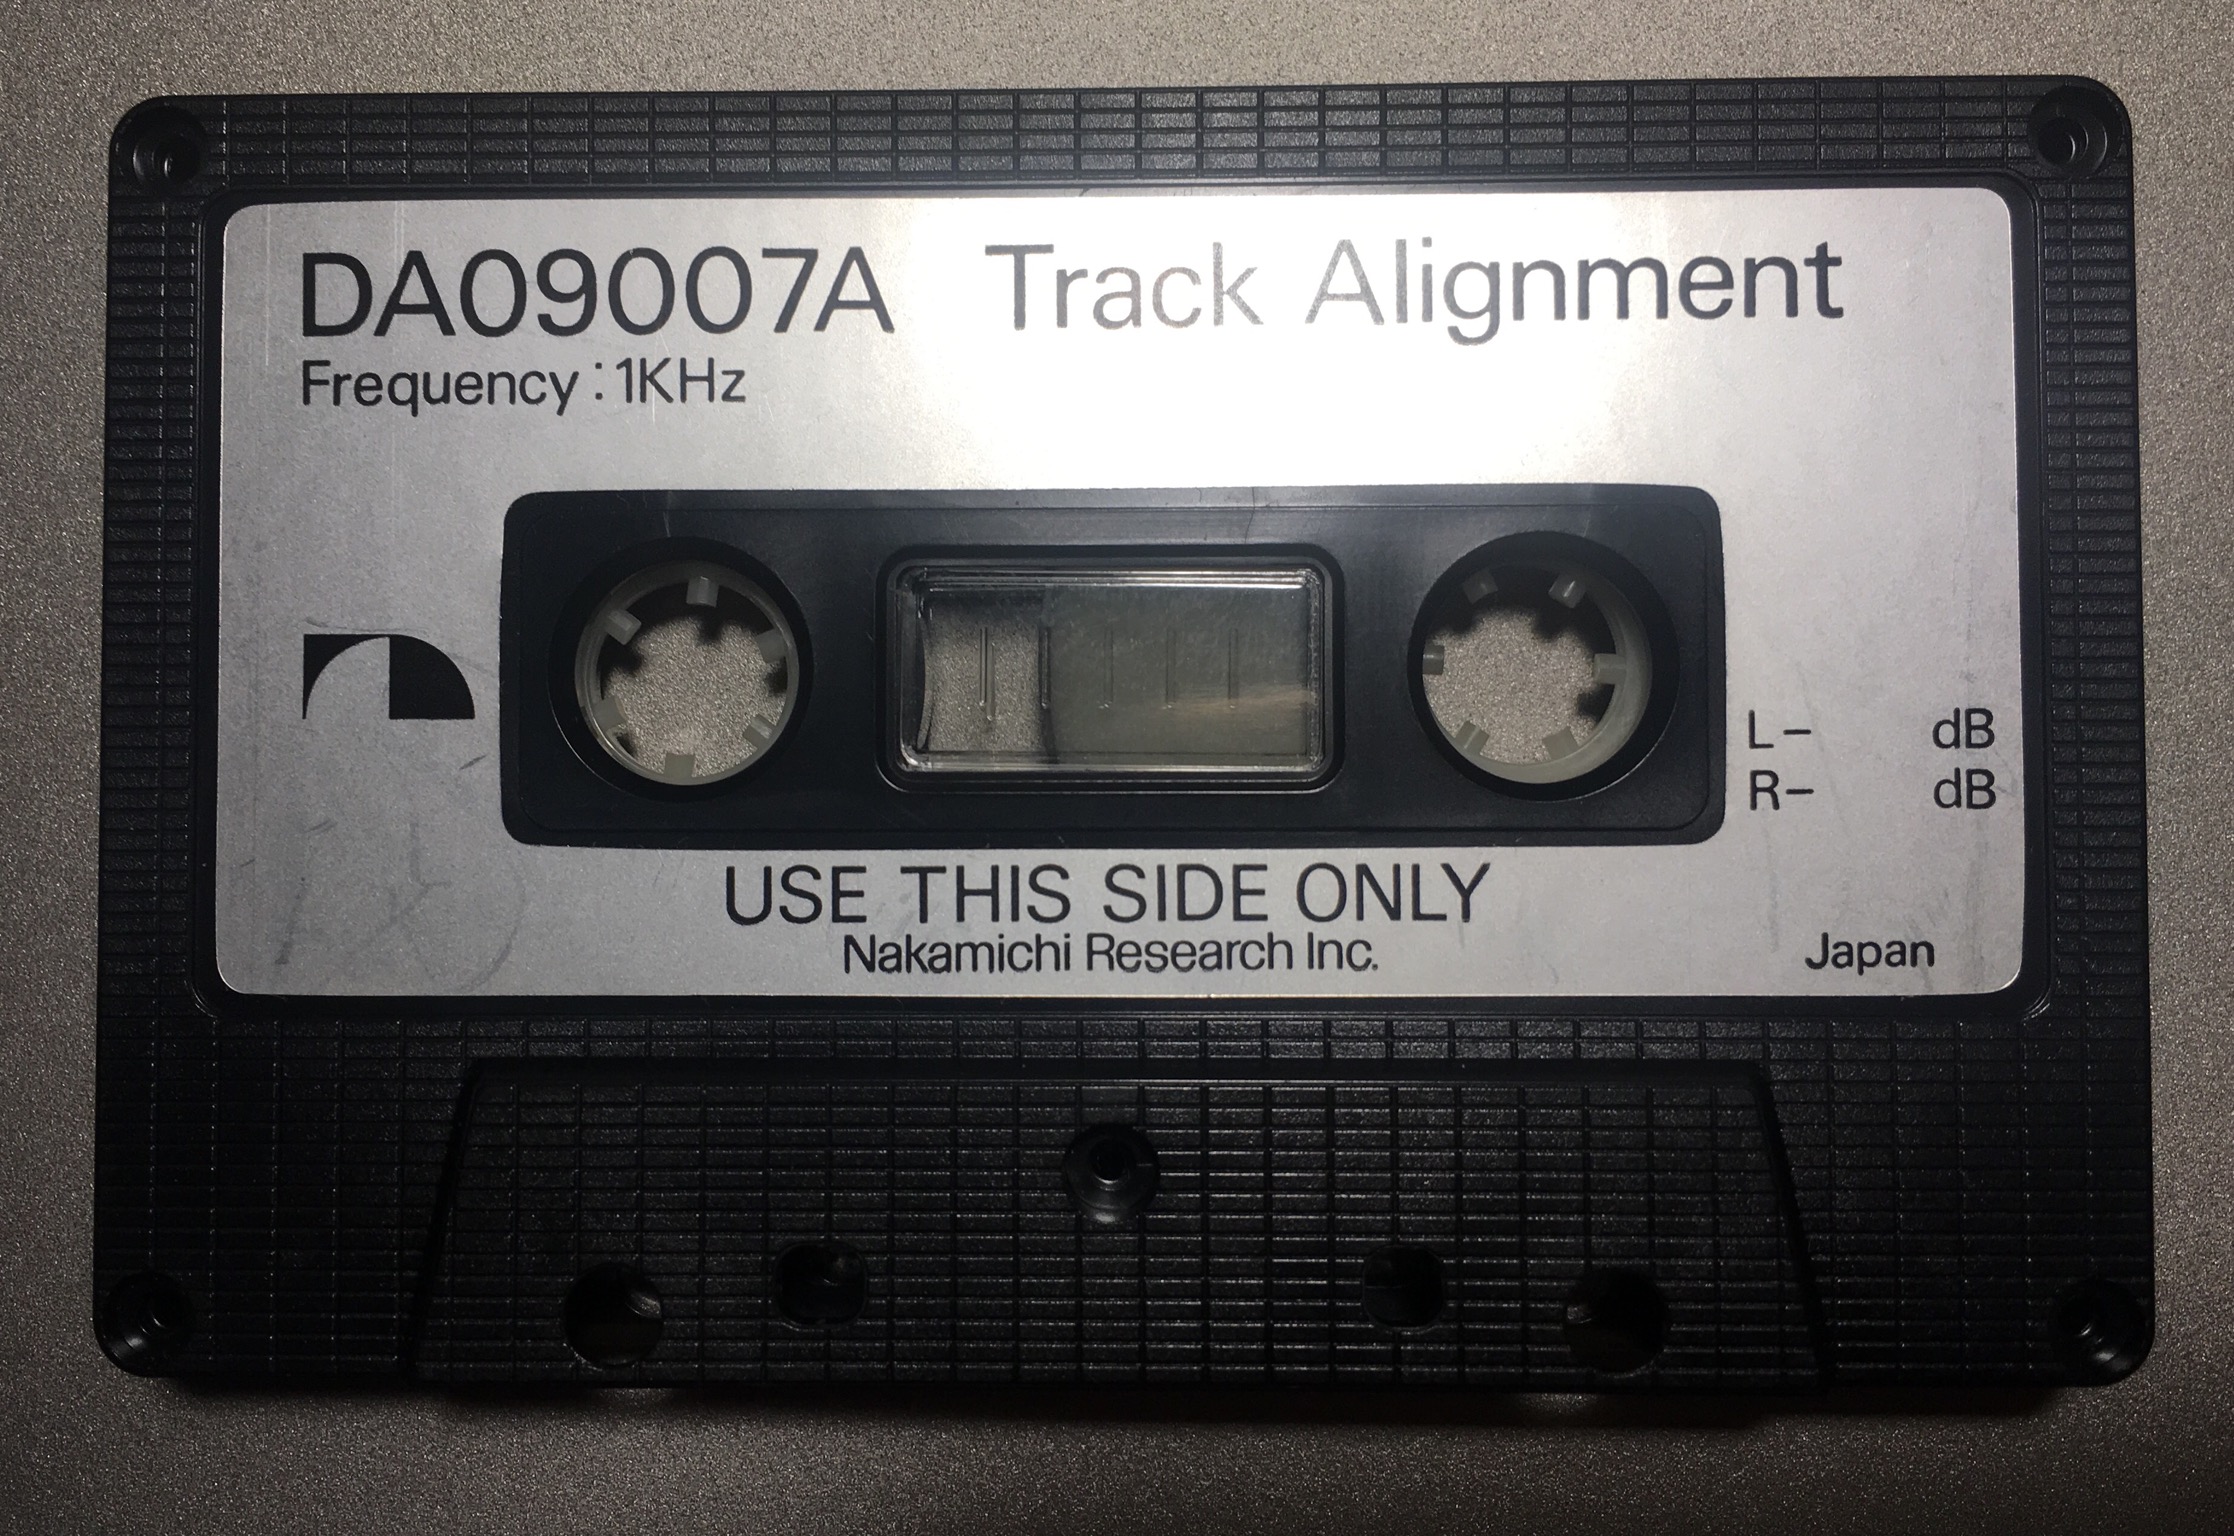 DA09007A Track Alignment
Frequency : 1KHz
L – dB
R – dB
USE THIS SIDE ONLY
Nakamichi Research Inc.
Japan